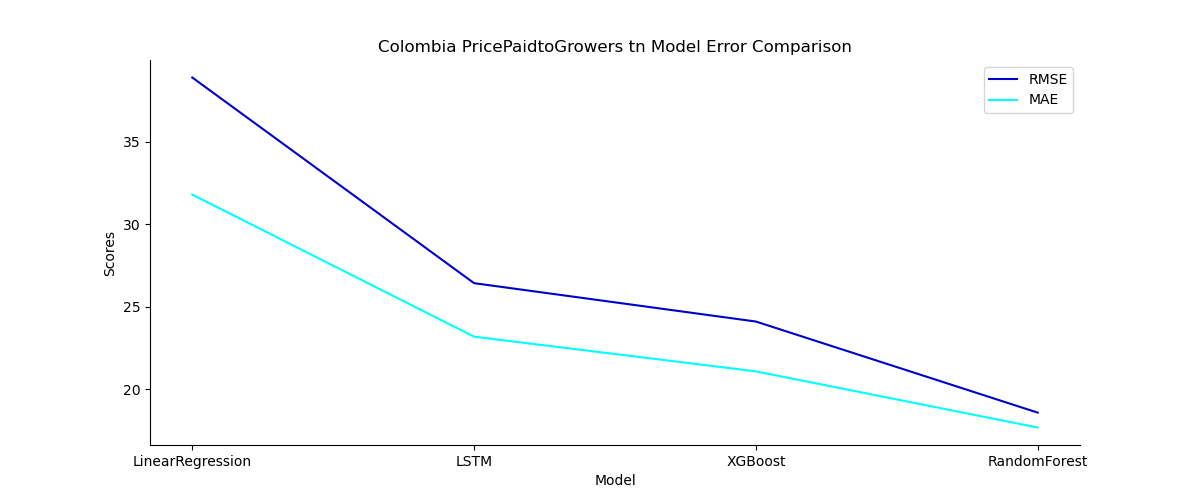 Colombia PricePaidtoGrowers tn Model Error Comparison
RMSE
MAE
35
30
25
20
Scores
LinearRegression
LSTM
XGBoost
RandomForest
Model